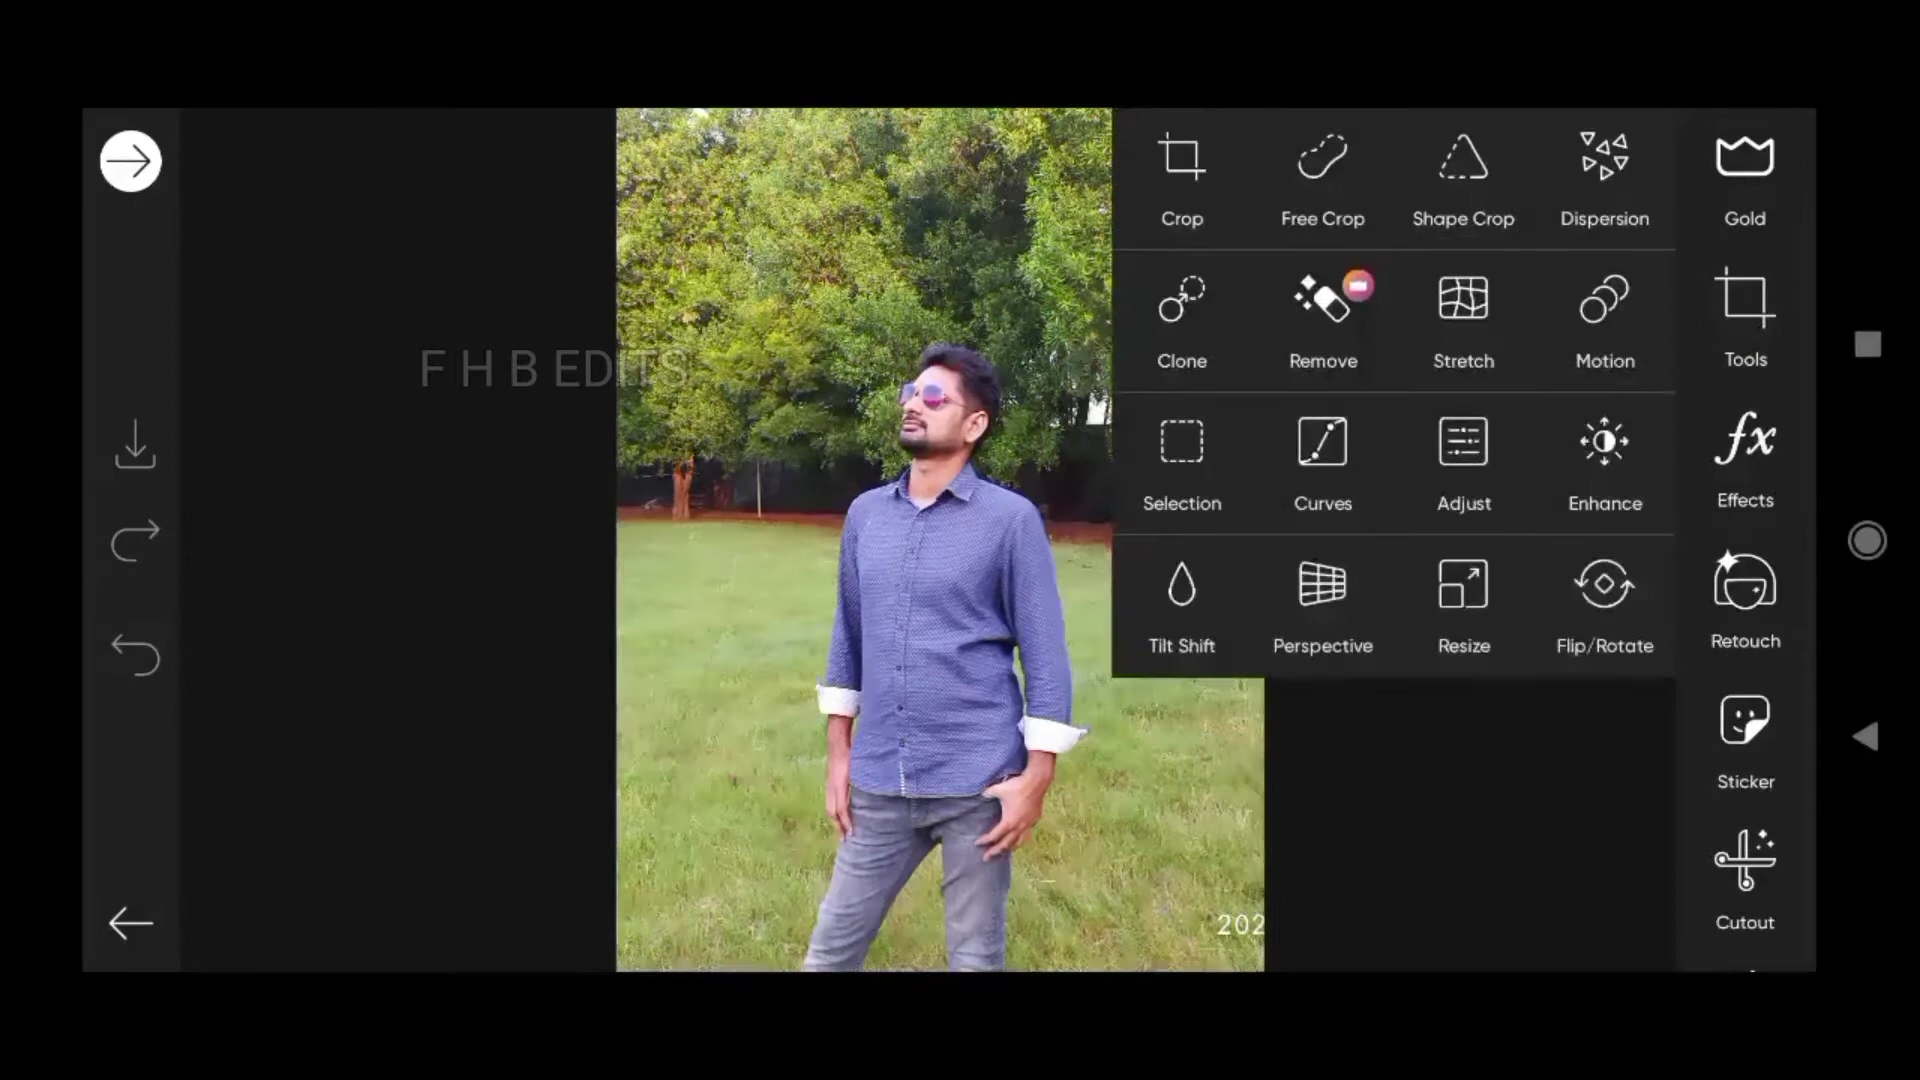 Crop Free Crop Shape Crop Dispersion Gold
Clone Remove Stretch Motion Tools
F H B EDITS
Selection Curves Adjust Enhance Effects
Tilt Shift Perspective Resize Flip/Rotate Retouch
Sticker
Cutout
202